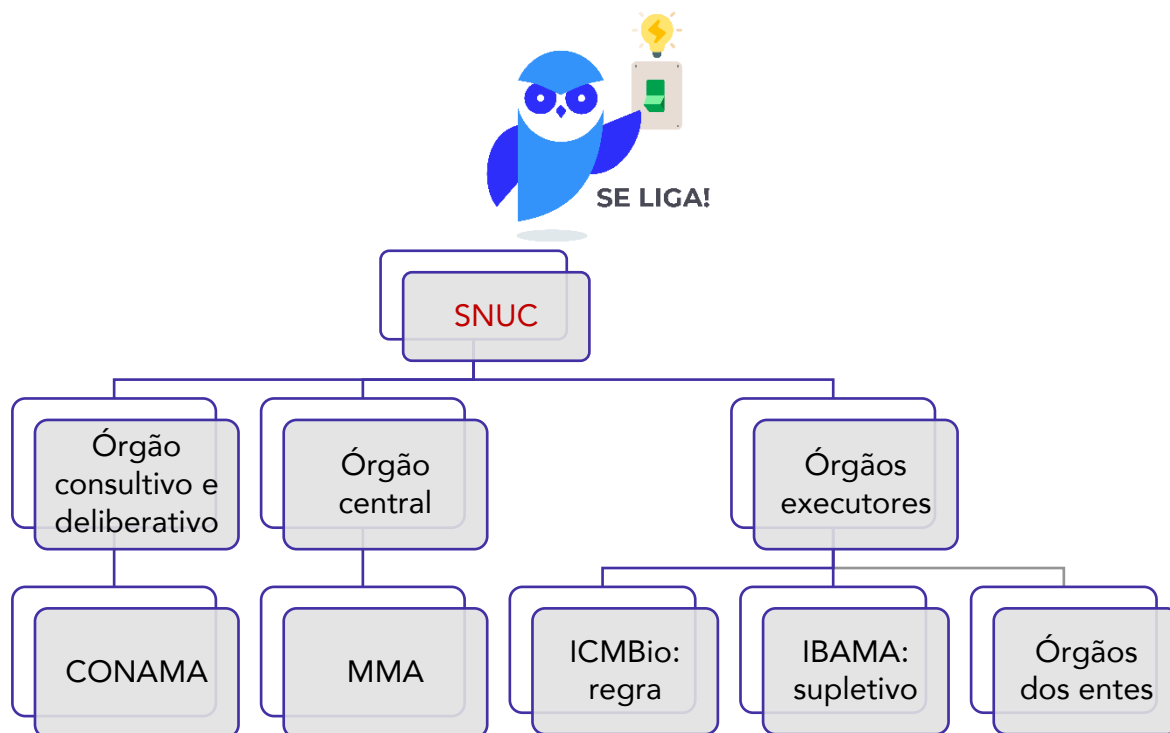 SE LIGA!
SNUC
Órgão
consultivo e
deliberativo
Órgão
central
Órgãos
executores
CONAMA
MMA
ICMBio:
regra
IBAMA:
supletivo
Órgãos
dos entes